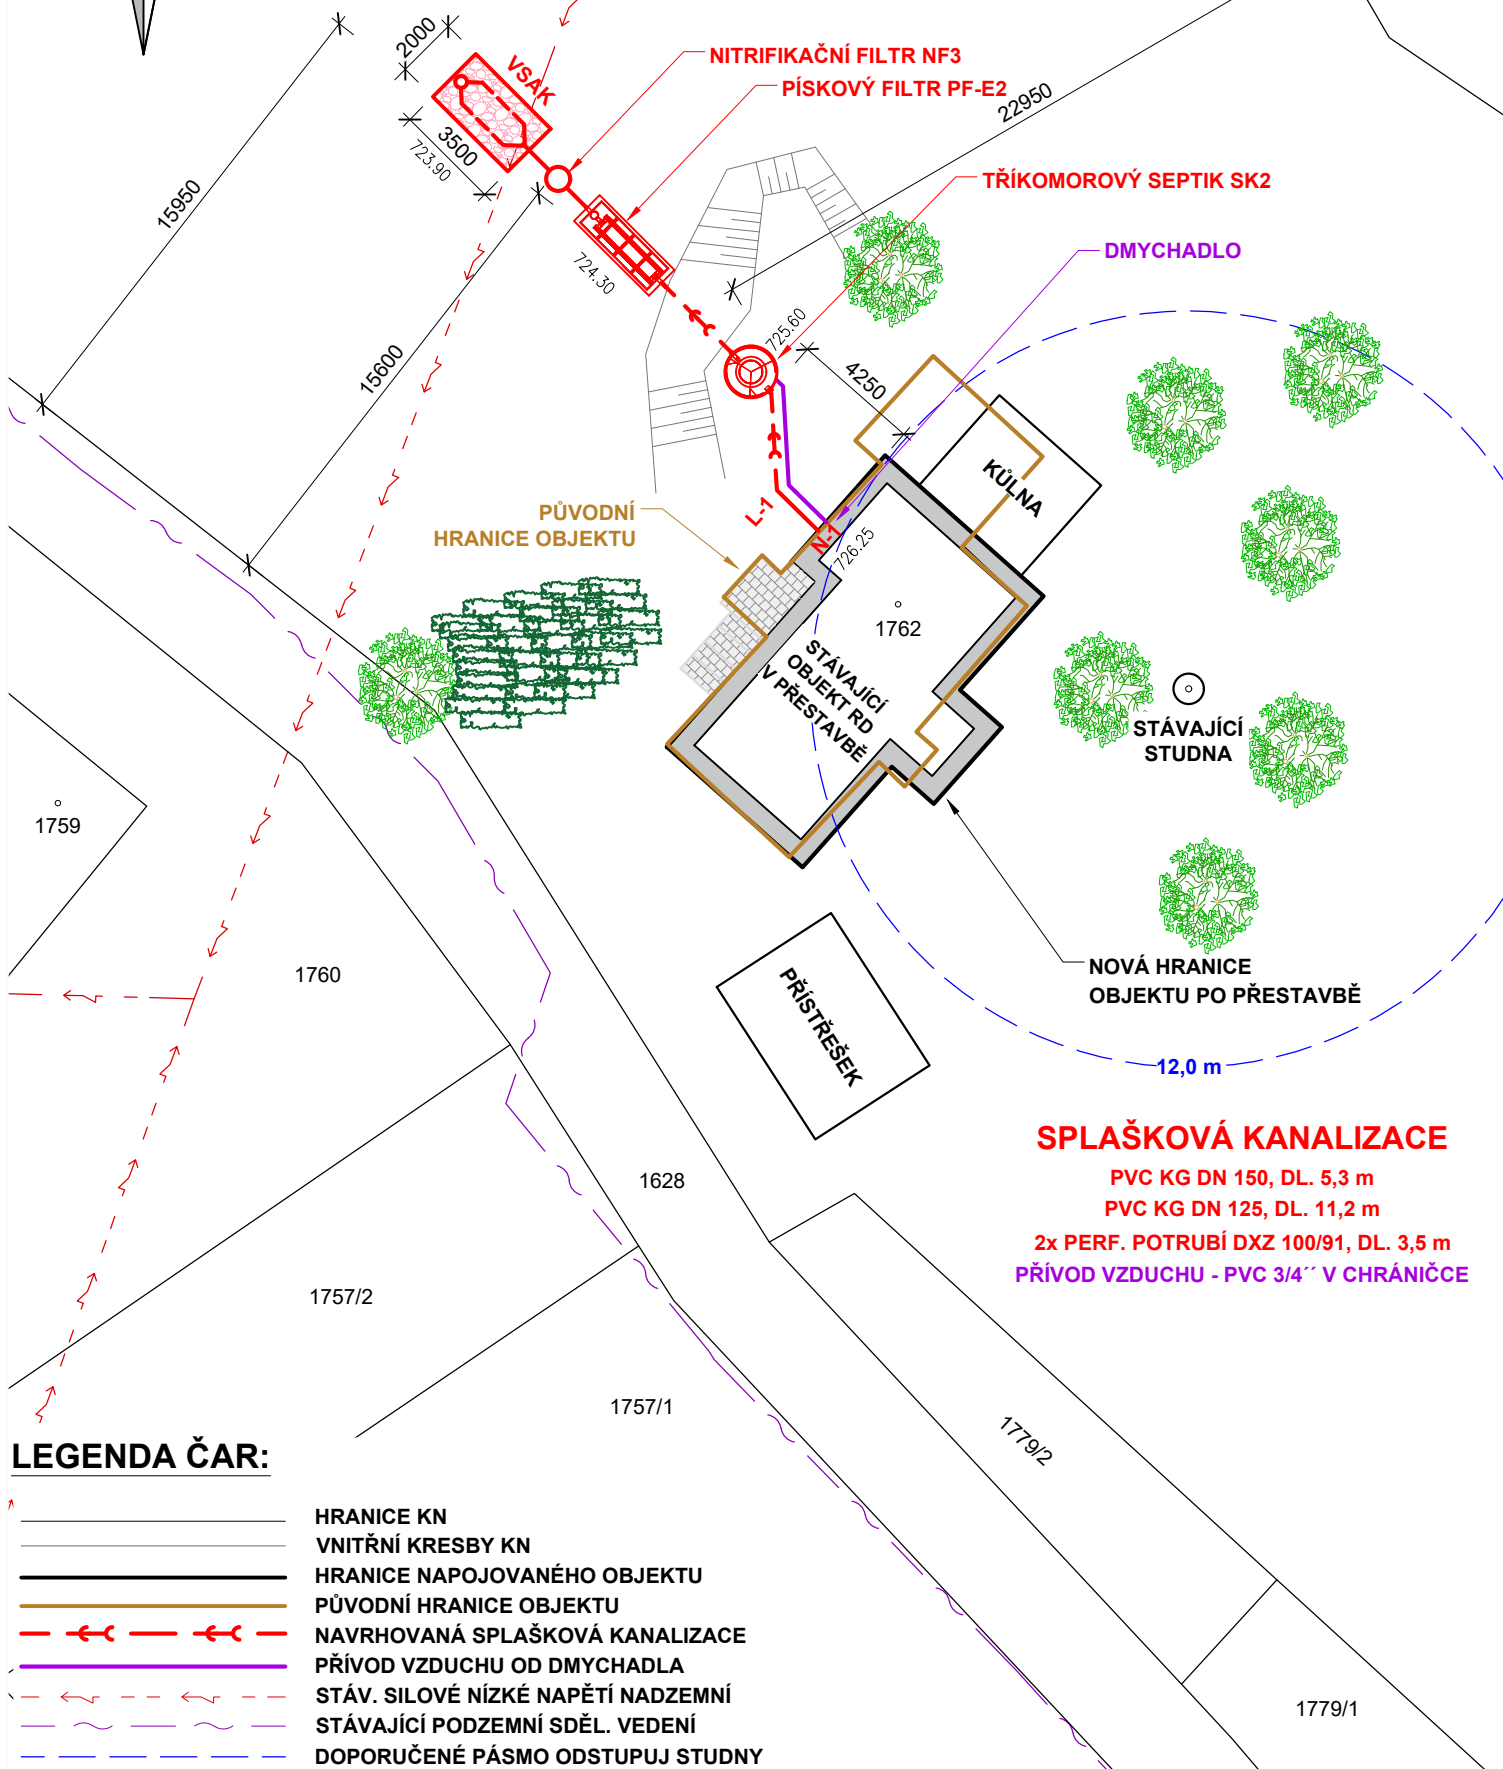 2000
VSAK
NITRIFIKAČNÍ FILTR NF3
PÍSKOVÝ FILTR PF-E2
22950
3500
723.90
15950
TŘÍKOMOROVÝ SEPTIK SK2
DMYCHADLO
724.30
725.60
15600
4250
KŮLNA
PŮVODNÍ
HRANICE OBJEKTU
L-1
N-1
726.25
1762
STÁVAJÍCÍ
OBJEKT RD
V PŘESTAVBĚ
STÁVAJÍCÍ
STUDNA
1759
1760
NOVÁ HRANICE
OBJEKTU PO PŘESTAVBĚ
PŘÍSTŘEŠEK
12,0 m
SPLAŠKOVÁ KANALIZACE
PVC KG DN 150, DL. 5,3 m
PVC KG DN 125, DL. 11,2 m
2x PERF. POTRUBÍ DXZ 100/91, DL. 3,5 m
PŘÍVOD VZDUCHU - PVC 3/4´´ V CHRÁNIČCE
1628
1757/2
1757/1
1779/2
1779/1
LEGENDA ČAR:
HRANICE KN
VNITŘNÍ KRESBY KN
HRANICE NAPOJOVANÉHO OBJEKTU
PŮVODNÍ HRANICE OBJEKTU
NAVRHOVANÁ SPLAŠKOVÁ KANALIZACE
PŘÍVOD VZDUCHU OD DMYCHADLA
STÁV. SILOVÉ NÍZKÉ NAPĚTÍ NADZEMNÍ
STÁVAJÍCÍ PODZEMNÍ SDĚL. VEDENÍ
DOPORUČENÉ PÁSMO ODSTUPUJ STUDNY